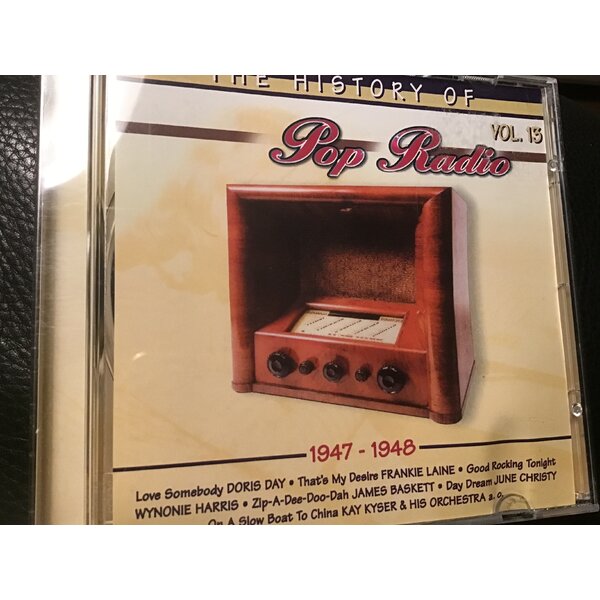 THE HISTORY OF
Pop Radio
VOL. 13
1947 - 1948
Love Somebody DORIS DAY • That's My Desire FRANKIE LAINE • Good Rocking Tonight
WYNONIE HARRIS • Zip-A-Dee-Doo-Dah JAMES BASKETT • Day Dream JUNE CHRISTY
On A Slow Boat To China KAY KYSER & HIS ORCHESTRA a. o.